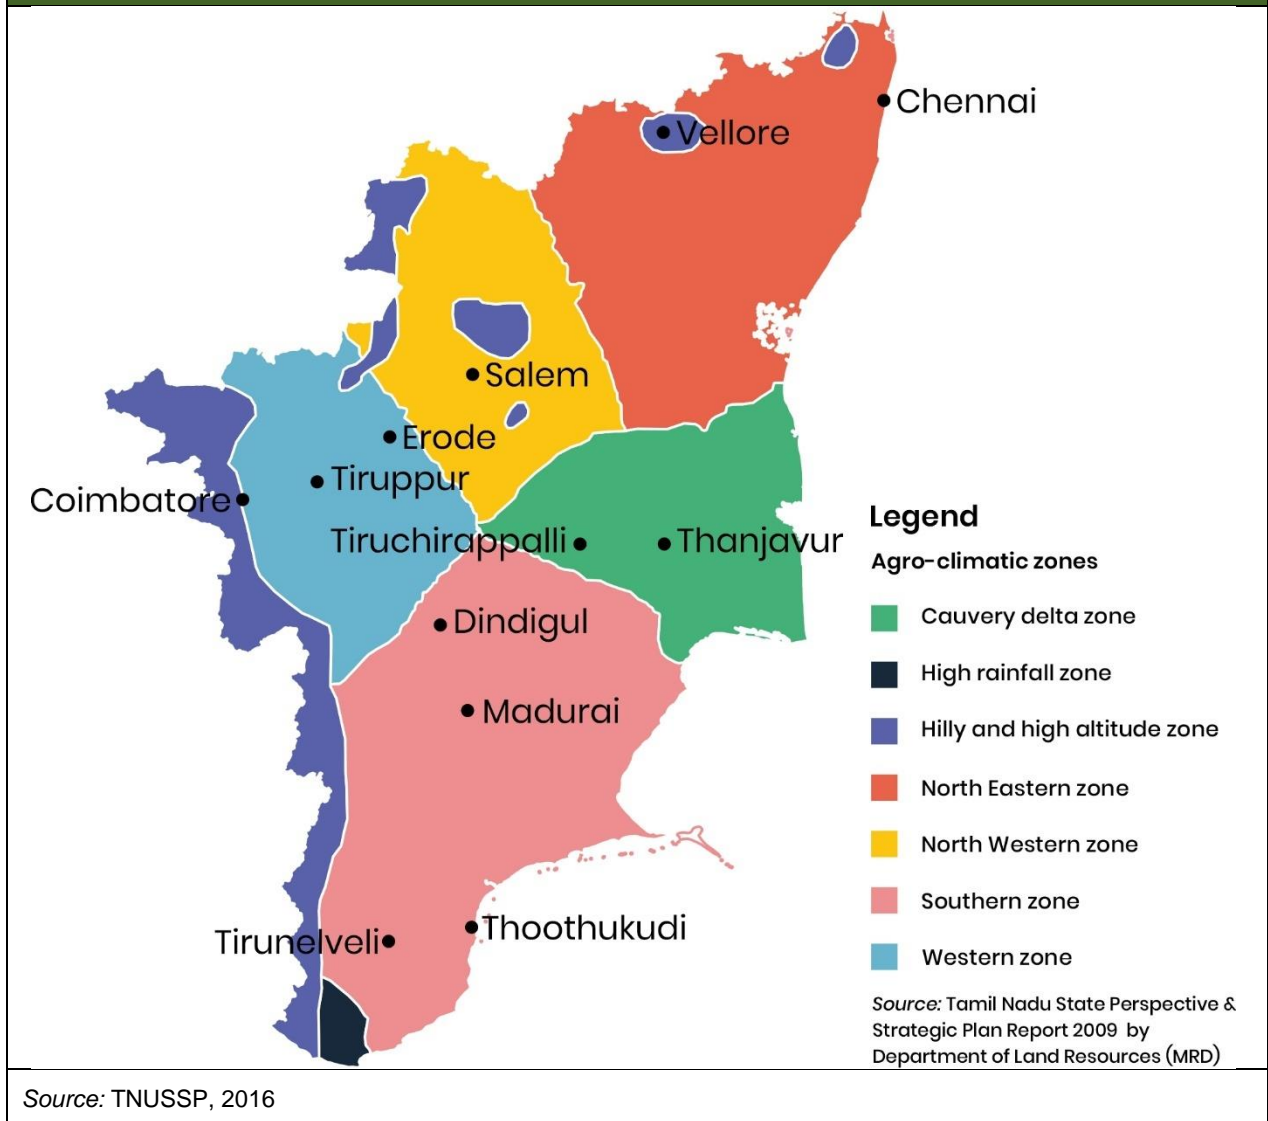 Chennai
Vellore
Salem
Erode
Tiruppur
Coimbatore
Tiruchirappalli
Thanjavur
Dindigul
Madurai
Thoothukudi
Tirunelveli
Legend
Agro-climatic zones
Cauvery delta zone
High rainfall zone
Hilly and high altitude zone
North Eastern zone
North Western zone
Southern zone
Western zone
Source: Tamil Nadu State Perspective &
Strategic Plan Report 2009 by
Department of Land Resources (MRD)
Source: TNUSSP, 2016